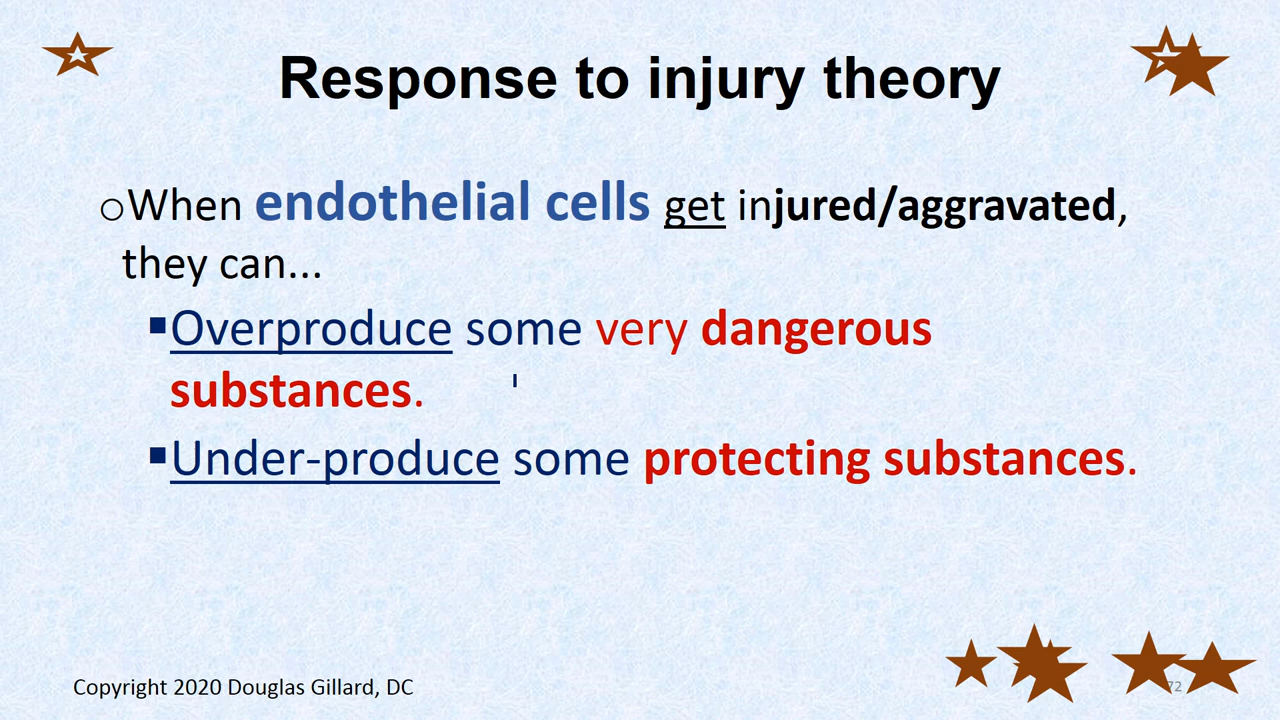 Response to injury theory
○When endothelial cells get injured/aggravated,
they can...
▪Overproduce some very dangerous
substances.
▪Under-produce some protecting substances.
Copyright 2020 Douglas Gillard, DC
72